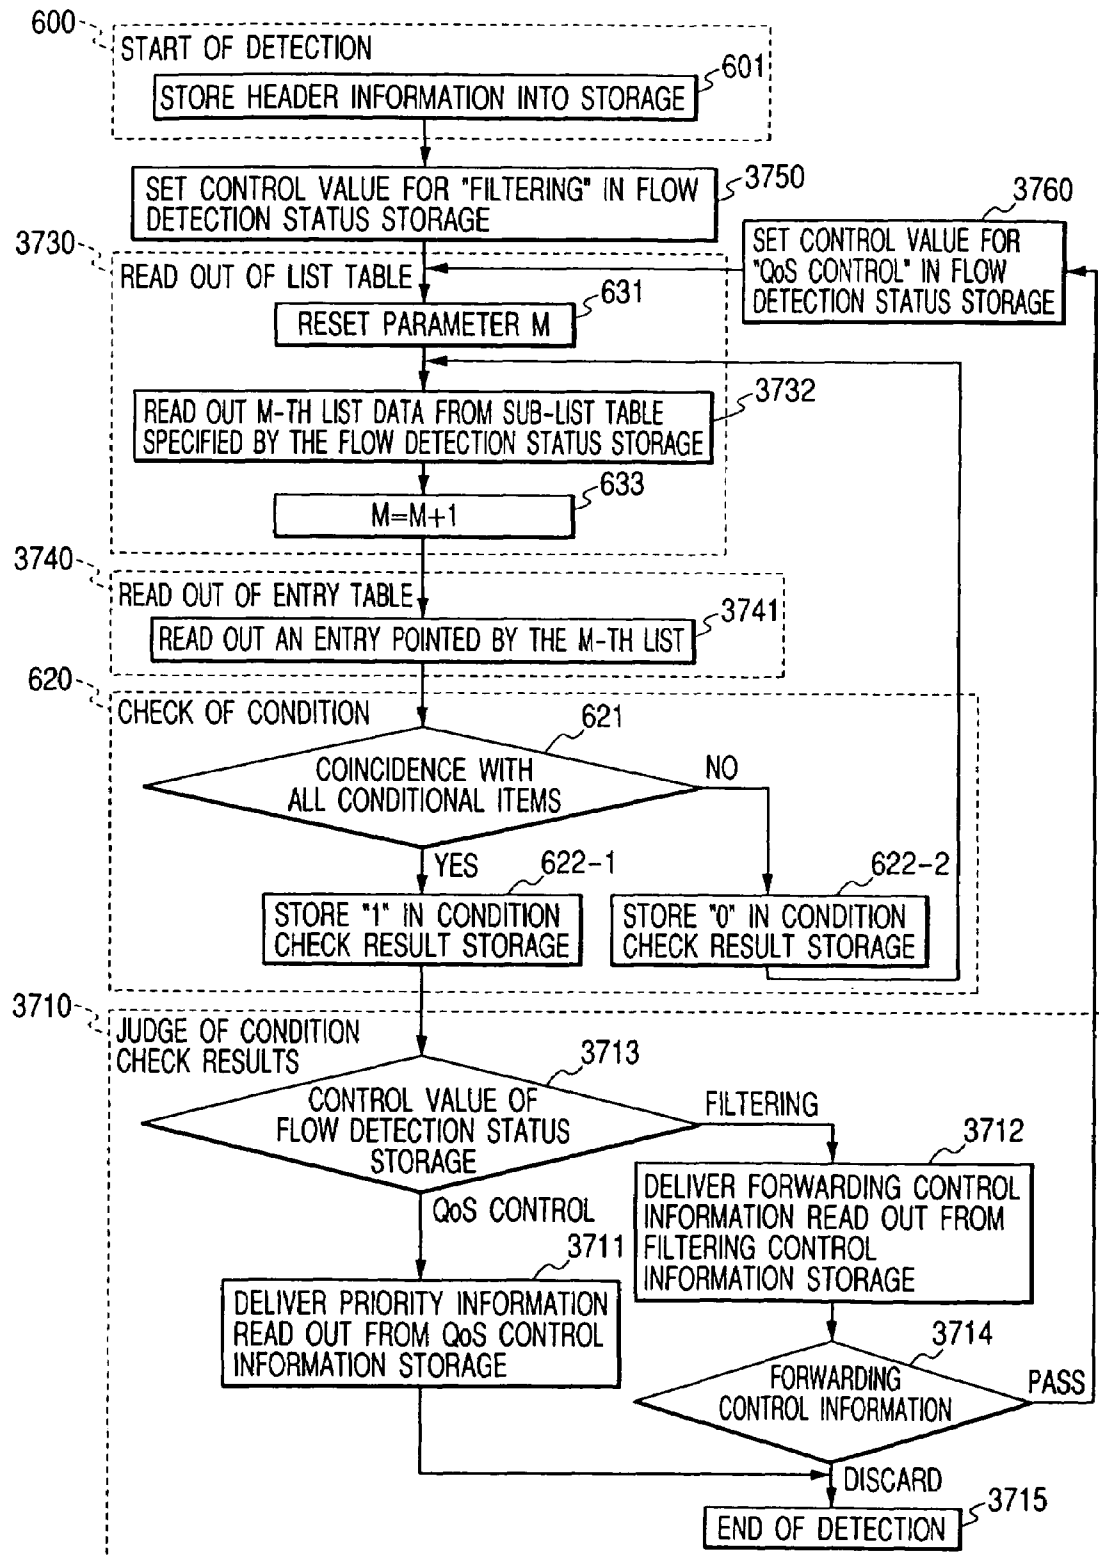 600
START OF DETECTION
601
STORE HEADER INFORMATION INTO STORAGE
3750
SET CONTROL VALUE FOR "FILTERING" IN FLOW
DETECTION STATUS STORAGE
3760
SET CONTROL VALUE FOR
"QoS CONTROL" IN FLOW
DETECTION STATUS STORAGE
3730
READ OUT OF LIST TABLE
631
RESET PARAMETER M
3732
READ OUT M-TH LIST DATA FROM SUB-LIST TABLE
SPECIFIED BY THE FLOW DETECTION STATUS STORAGE
633
M=M+1
3740
READ OUT OF ENTRY TABLE
3741
READ OUT AN ENTRY POINTED BY THE M-TH LIST
620
CHECK OF CONDITION
621
COINCIDENCE WITH
ALL CONDITIONAL ITEMS
NO
YES
622-1
STORE "1" IN CONDITION
CHECK RESULT STORAGE
622-2
STORE "0" IN CONDITION
CHECK RESULT STORAGE
3710
JUDGE OF CONDITION
CHECK RESULTS
3713
CONTROL VALUE OF
FLOW DETECTION STATUS
STORAGE
FILTERING
QoS CONTROL
3712
DELIVER FORWARDING CONTROL
INFORMATION READ OUT FROM
FILTERING CONTROL
INFORMATION STORAGE
3711
DELIVER PRIORITY INFORMATION
READ OUT FROM QoS CONTROL
INFORMATION STORAGE
3714
FORWARDING
CONTROL INFORMATION
PASS
DISCARD
3715
END OF DETECTION